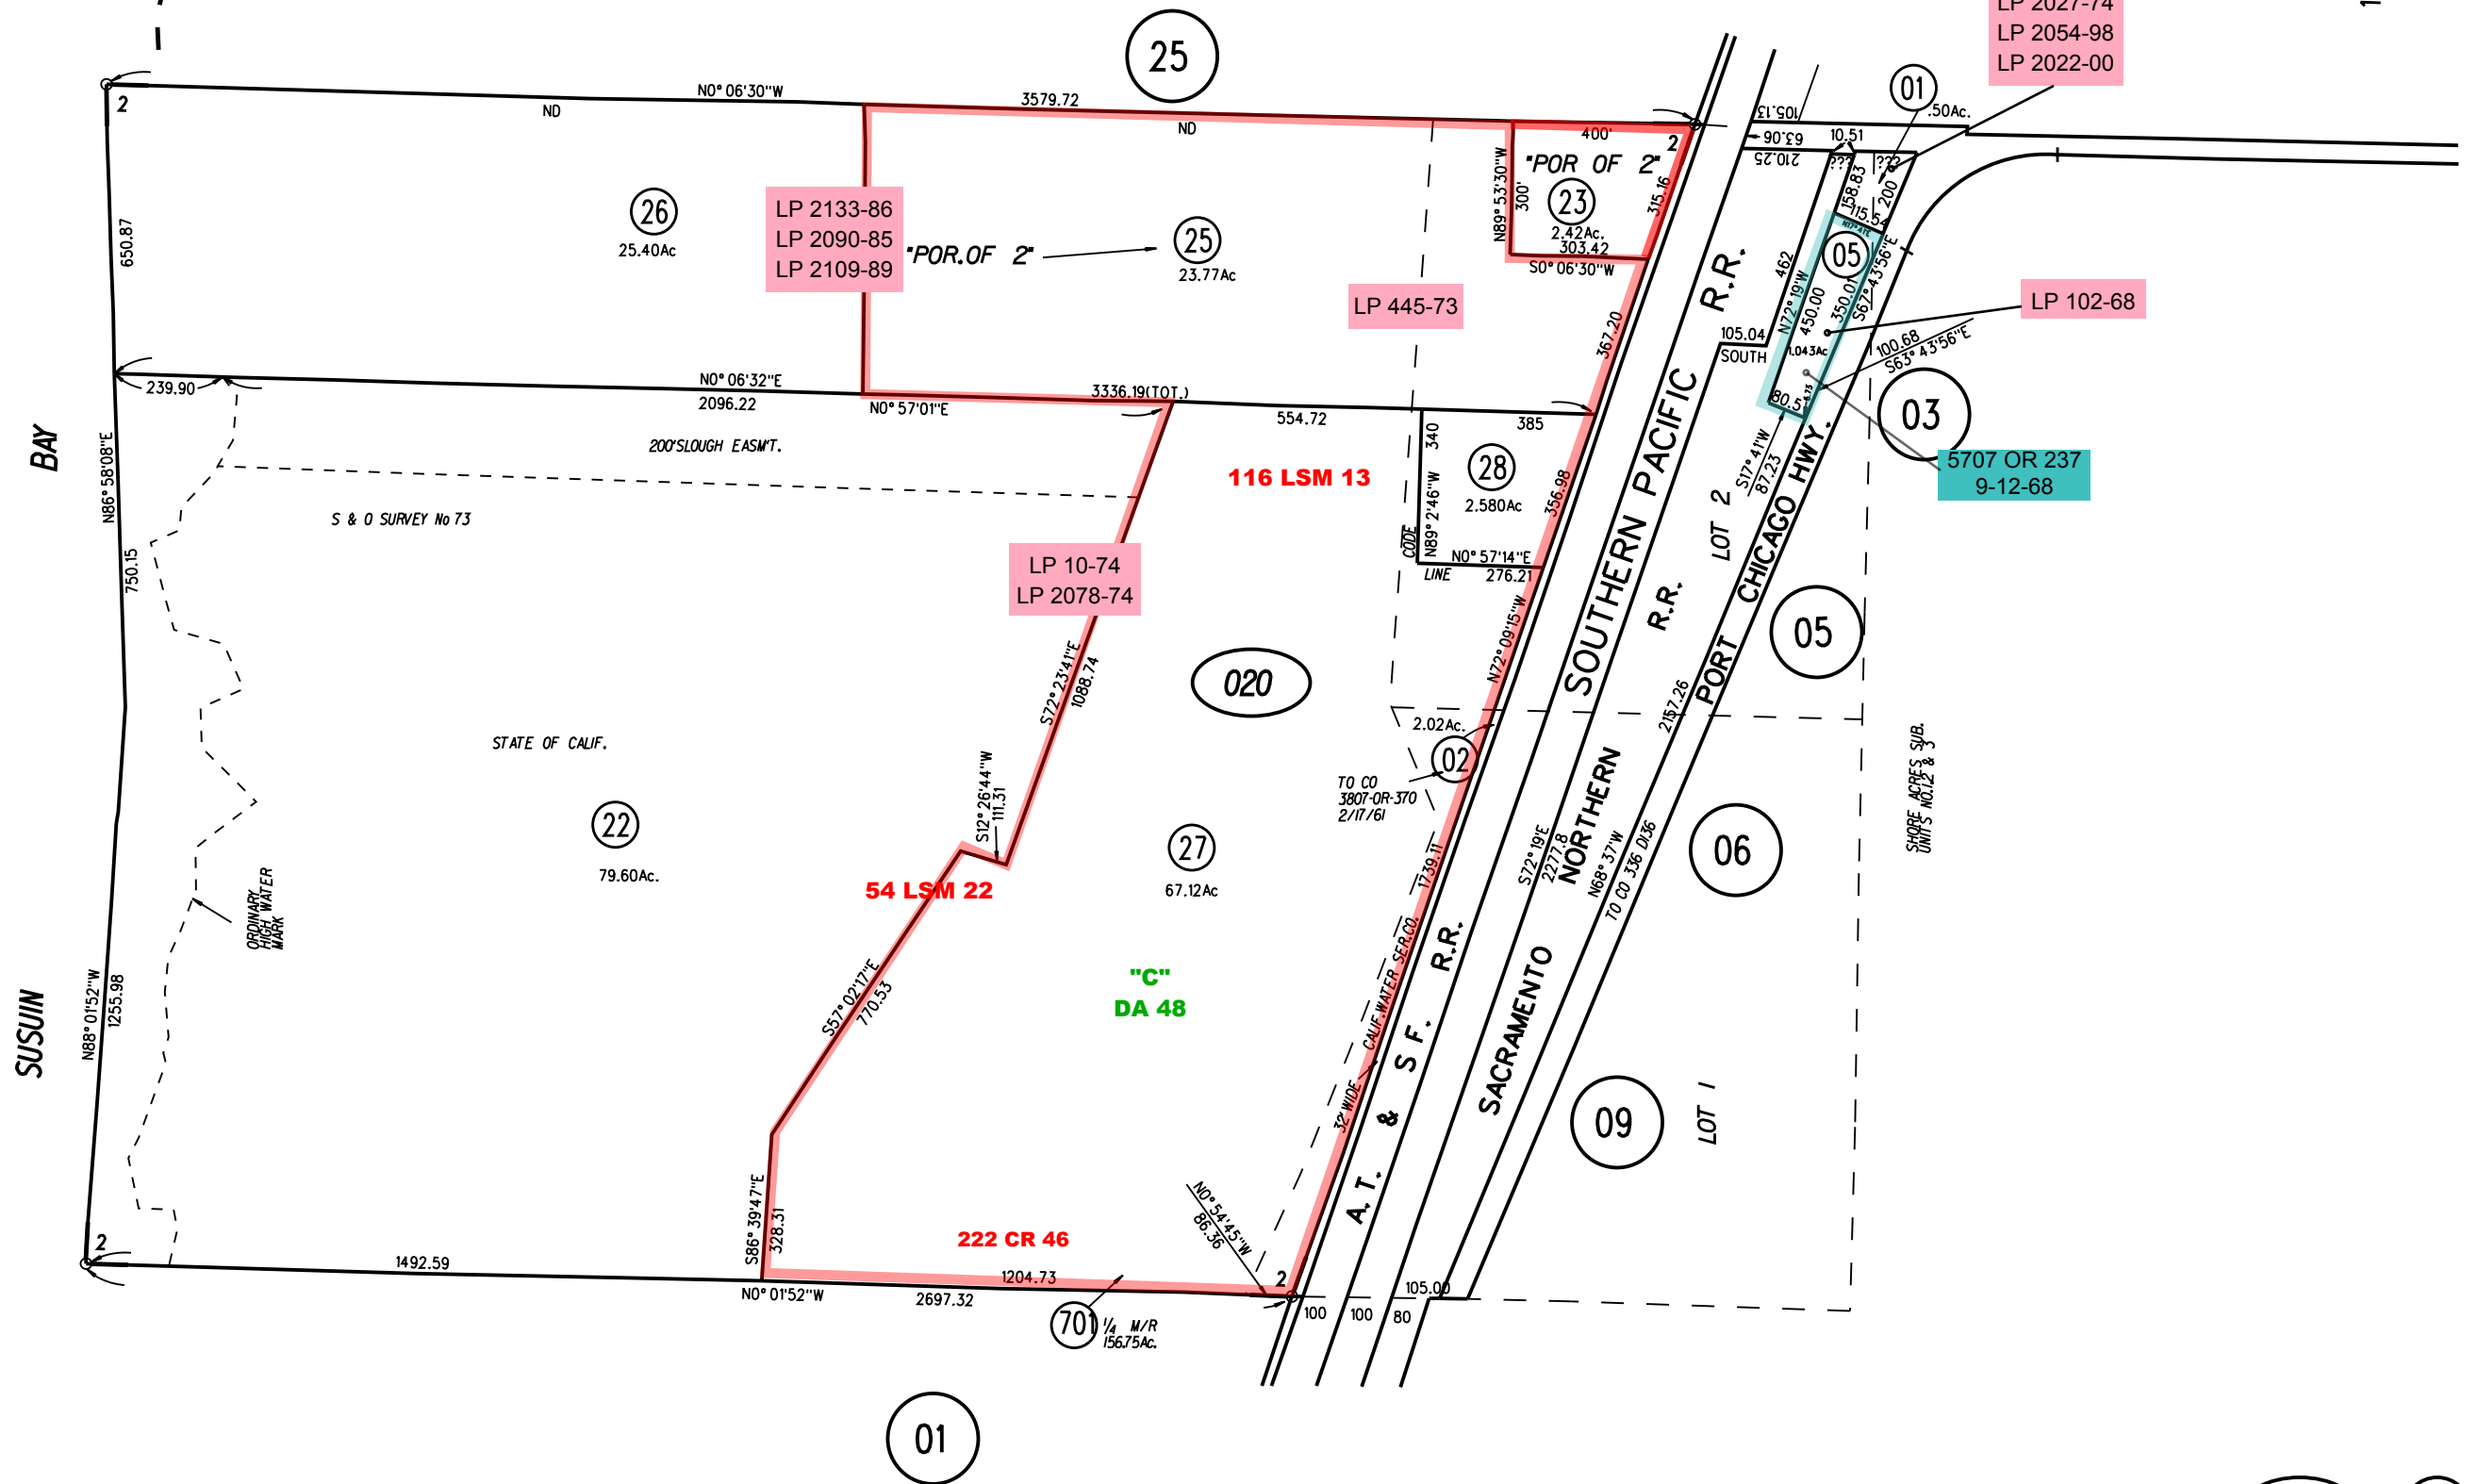 25
LP 2027-74
LP 2054-98
LP 2022-00
01
.50Ac.
2
N0° 06'30"W
ND
3579.72
ND
400'
2
105.13
63.06
210.25
10.51
???
???
158.83
200
115.54
"POR OF 2"
23
2.42Ac.
303.42
S0° 06'30"W
N89° 53'30"W
300'
315.16
26
25.40Ac
LP 2133-86
LP 2090-85
LP 2109-89
"POR.OF 2"
25
23.77Ac
LP 445-73
650.87
R.R.
462
N72° 19'W
450.00
350.01
S67° 43'56"E
05
1.043Ac
LP 102-68
100.68
S63° 43'56"E
105.04
SOUTH
80.5
367.20
239.90
N0° 06'32"E
2096.22
N0° 57'01"E
3336.19(TOT.)
554.72
385
03
5707 OR 237
9-12-68
S17° 41'W
87.23
BAY
N86° 58'08"E
200'SLOUGH EASM'T.
116 LSM 13
340
N89° 2'46"W
28
2.580Ac
356.98
S & O SURVEY No 73
CODE
LINE
N0° 57'14"E
276.21
750.15
LP 10-74
LP 2078-74
SOUTHERN PACIFIC
LOT 2
R.R.
PORT CHICAGO HWY.
05
N72° 09'15"W
S72° 23'41"E
1088.74
020
2157.26
STATE OF CALIF.
2.02Ac.
02
TO CO
3807-OR-370
2/17/61
S12° 26'44"W
111.31
SHORE ACRES SUB.
UNITS NO.1,2 & 3
22
79.60Ac.
27
67.12Ac
06
S72° 19'E
2277.8
N68° 37'W
TO CO 336 D136
54 LSM 22
1739.11
ORDINARY
HIGH WATER
MARK
SACRAMENTO NORTHERN
"C"
DA 48
S57° 02'17"E
770.53
32' WIDE CALIF.WATER SER.CO.
A.T. & S F. R.R.
SUSUIN
N88° 01'52"W
1255.98
09
LOT 1
S86° 39'47"E
328.31
N0° 54'45"W
86.36
222 CR 46
2
1492.59
1204.73
2
N0° 01'52"W
2697.32
105.00
100
100
80
701
1/4 M/R
156.75Ac.
01